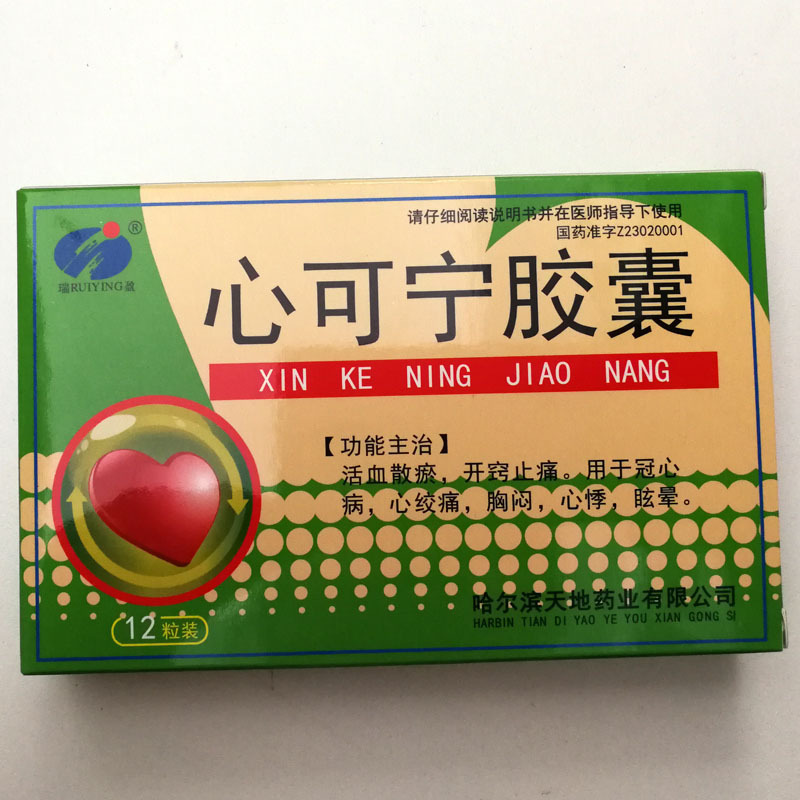 请仔细阅读说明书并在医师指导下使用
国药准字Z23020001
®
瑞RUIYING盈
心可宁胶囊
XIN KE NING JIAO NANG
【功能主治】
活血散瘀，开窍止痛。用于冠心
病，心绞痛，胸闷，心悸，眩晕。
哈尔滨天地药业有限公司
HARBIN TIAN DI YAO YE YOU XIAN GONG SI
12粒装